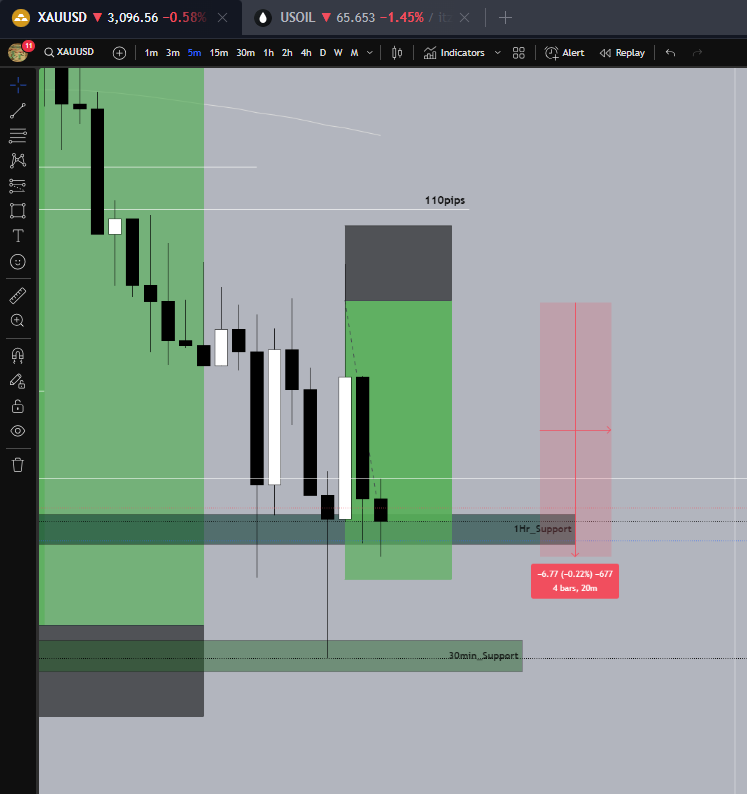 XAUUSD ▼ 3,096.56 −0.58%
USOIL ▼ 65.653 −1.45% /
11
XAUUSD
1m 3m 5m 15m 30m 1h 2h 4h D W M
Indicators
Alert
Replay
110pips
1Hr_Support
−6.77 (−0.22%) −677
4 bars, 20m
30min_Support